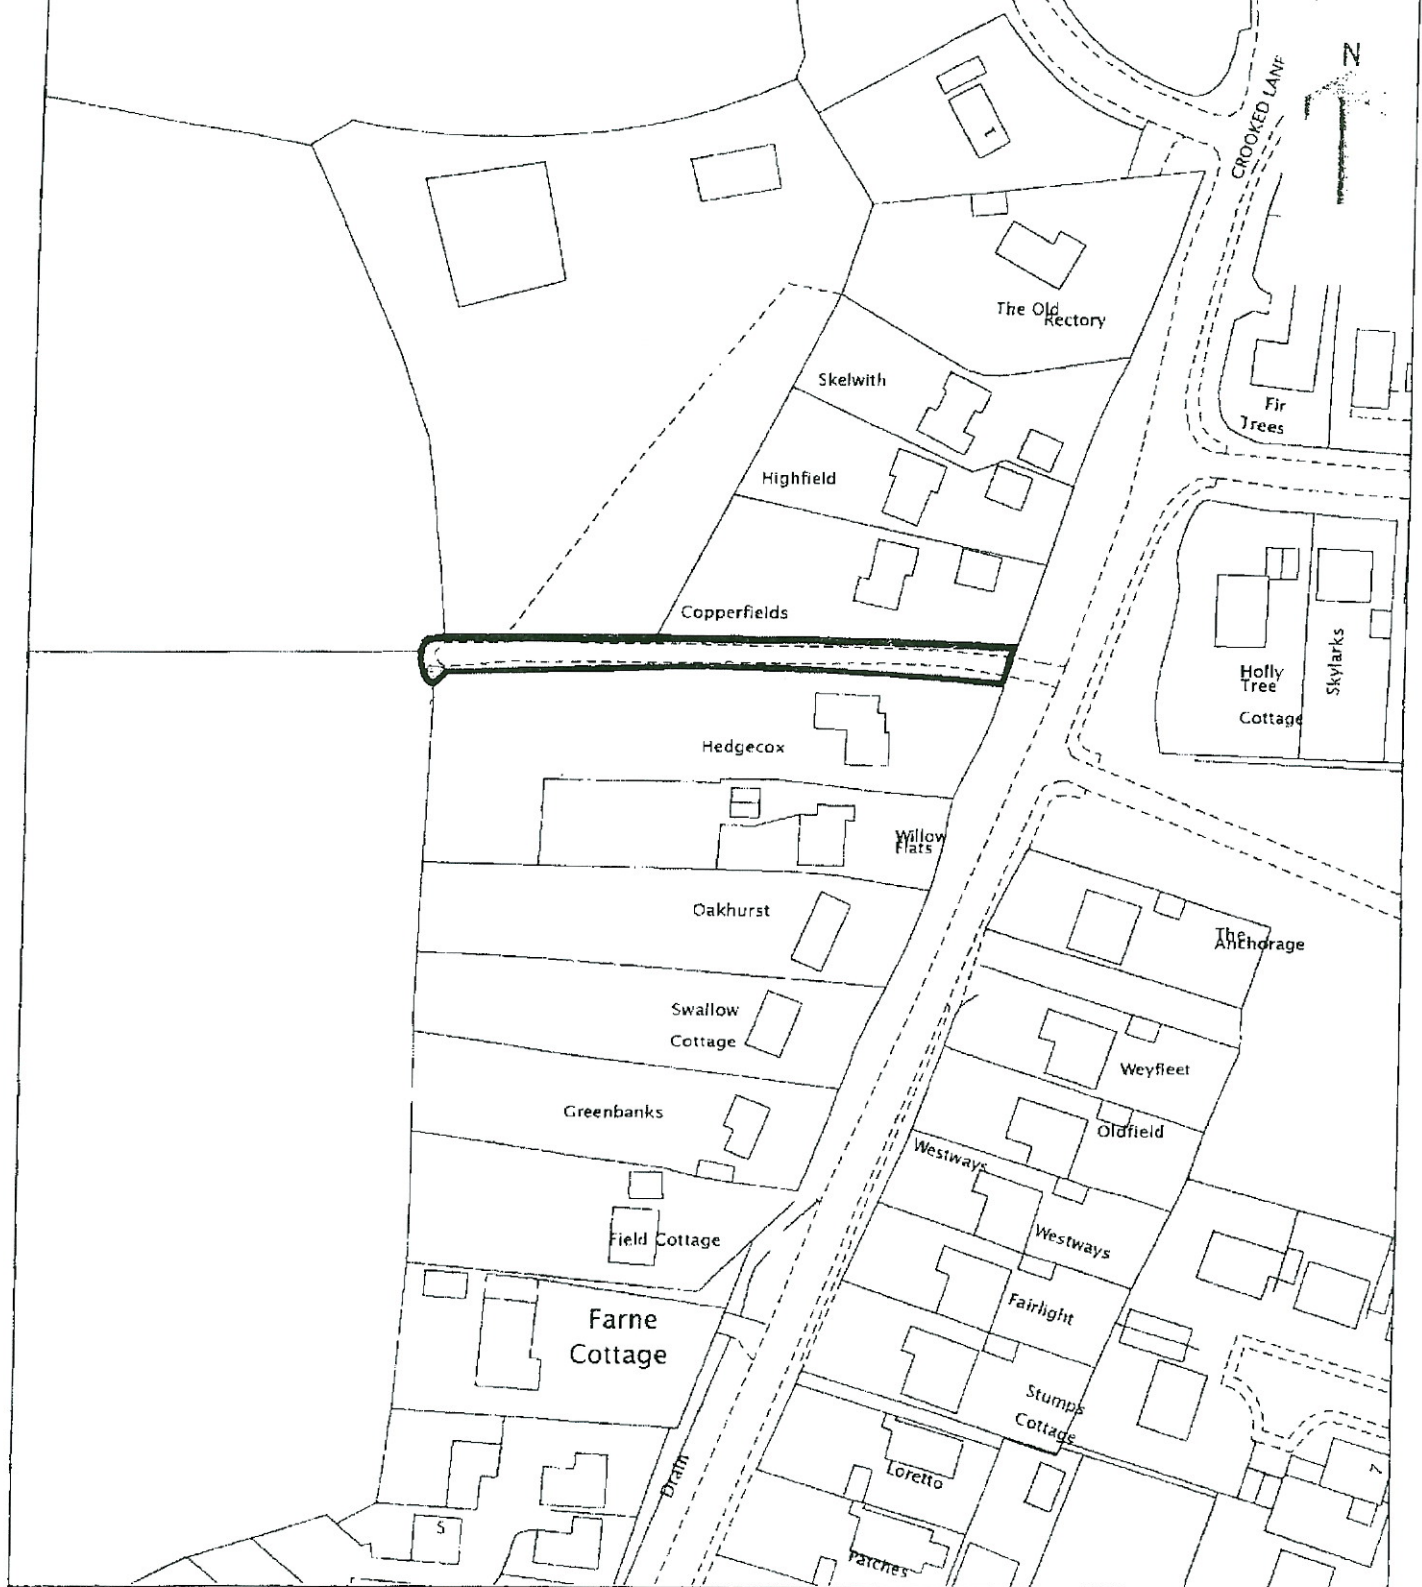 N
CROOKED LANE
1
The Old
Rectory
Skelwith
Fir
Trees
Highfield
Copperfields
Holly
Tree
Cottage
Skylarks
Hedgecox
Willow
Flats
Oakhurst
The
Anchorage
Swallow
Cottage
Weyfleet
Greenbanks
Oldfield
Westways
Field Cottage
Westways
Fairlight
Farne
Cottage
Stumps
Cottage
Loretto
Drain
7
5
Patches